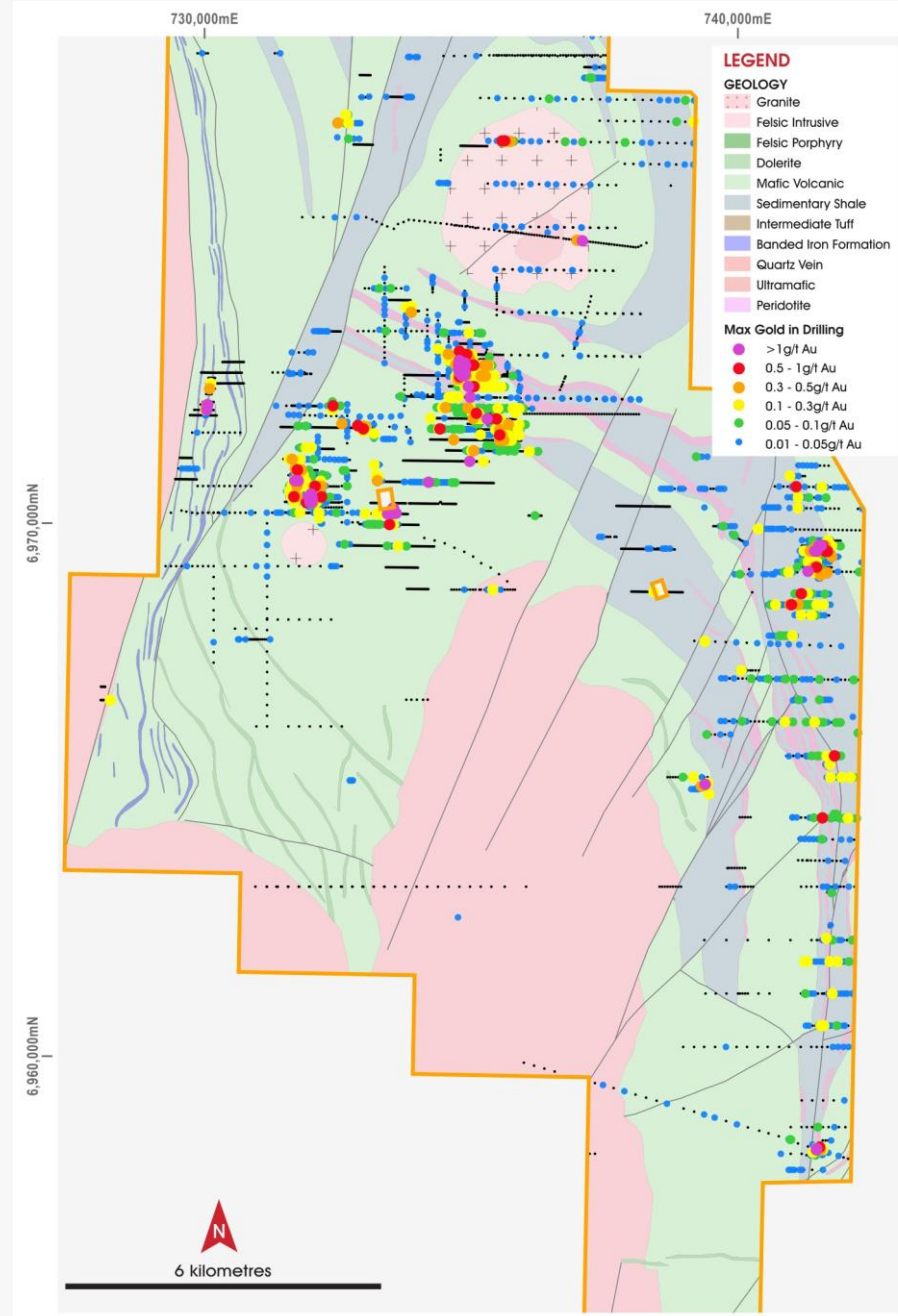 730,000mE
740,000mE
LEGEND
GEOLOGY
Granite
Felsic Intrusive
Felsic Porphyry
Dolerite
Mafic Volcanic
Sedimentary Shale
Intermediate Tuff
Banded Iron Formation
Quartz Vein
Ultramafic
Peridotite
Max Gold in Drilling
>1g/t Au
0.5 - 1g/t Au
0.3 - 0.5g/t Au
0.1 - 0.3g/t Au
0.05 - 0.1g/t Au
0.01 - 0.05g/t Au
6,970,000mN
6,960,000mN
N
6 kilometres